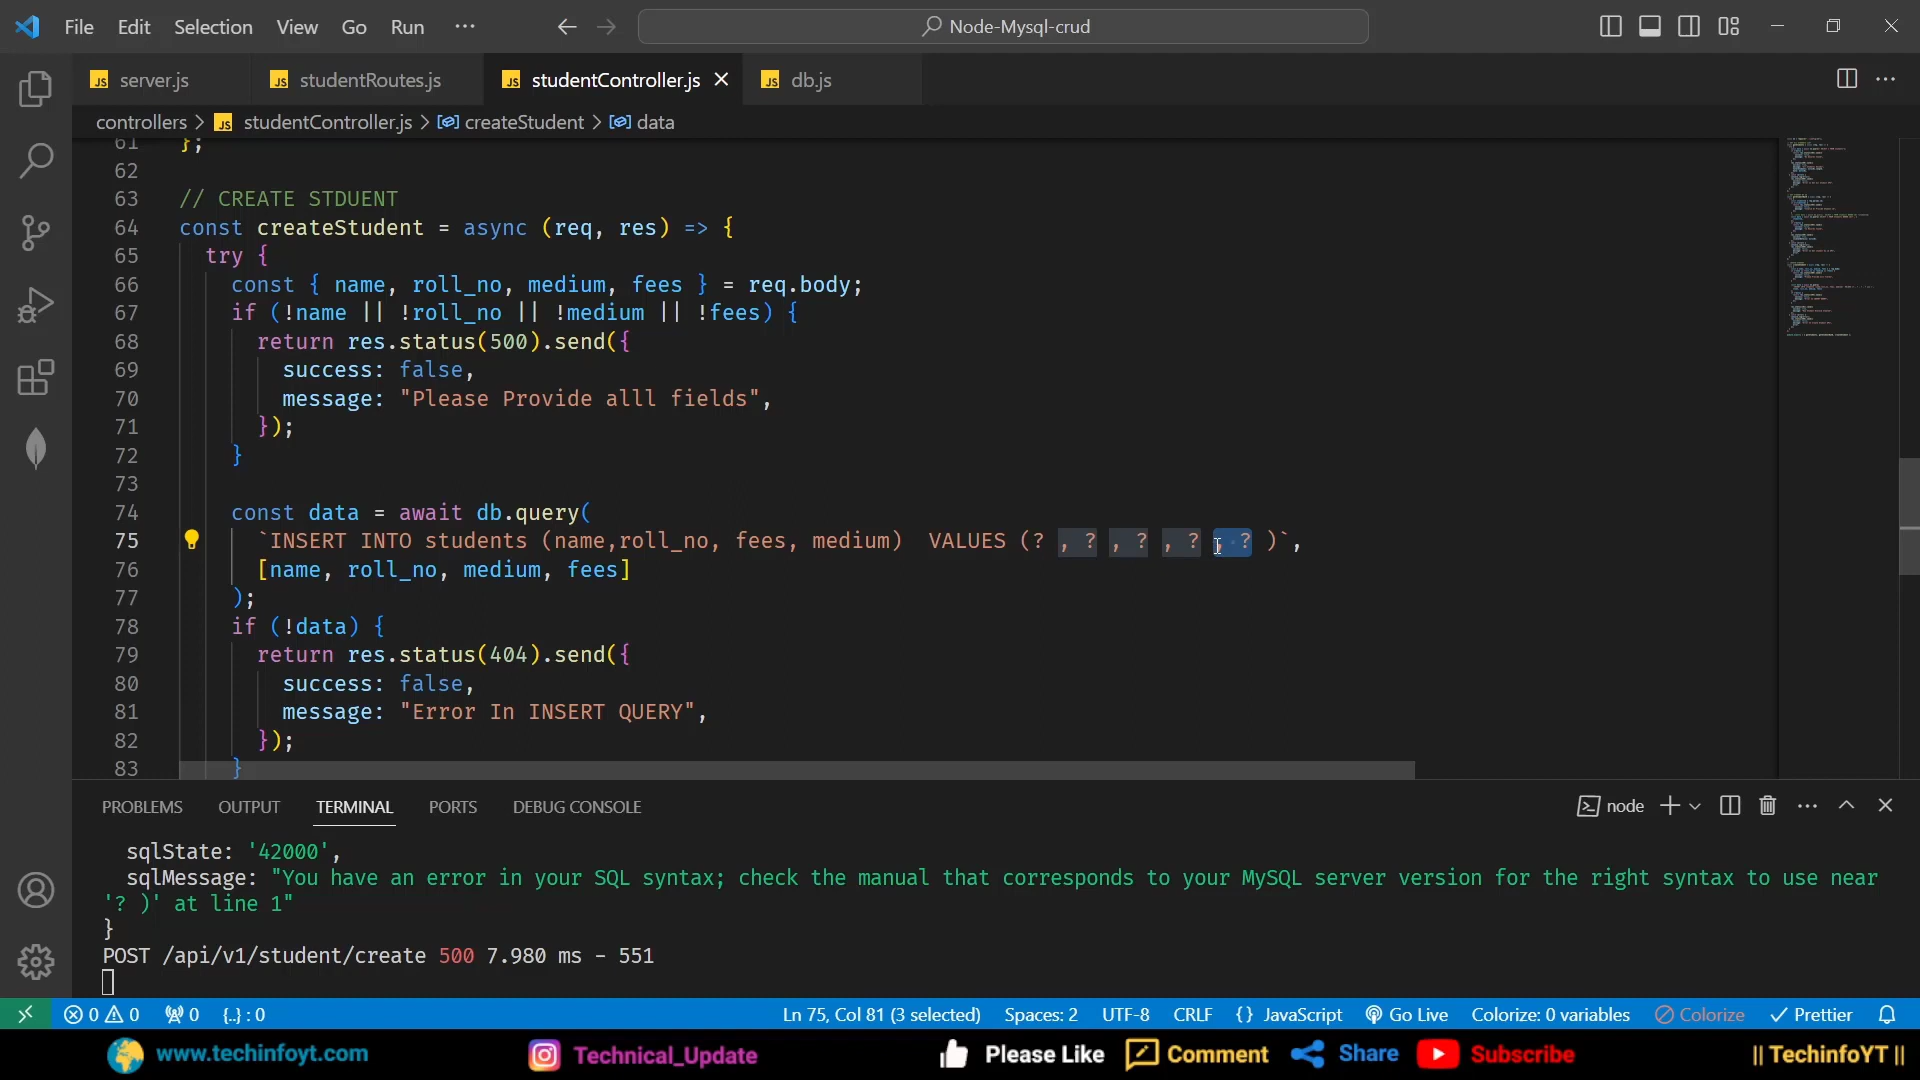 File Edit Selection View Go Run ··· Node-Mysql-crud
JS server.js JS studentRoutes.js JS studentController.js JS db.js
controllers > JS studentController.js > createStudent > data
61 };
62
63 // CREATE STDUENT
64 const createStudent = async (req, res) => {
65 try {
66 const { name, roll_no, medium, fees } = req.body;
67 if (!name || !roll_no || !medium || !fees) {
68 return res.status(500).send({
69 success: false,
70 message: "Please Provide alll fields",
71 });
72 }
73
74 const data = await db.query(
75 `INSERT INTO students (name,roll_no, fees, medium)  VALUES (? , ? , ? , ? , ? )`,
76 [name, roll_no, medium, fees]
77 );
78 if (!data) {
79 return res.status(404).send({
80 success: false,
81 message: "Error In INSERT QUERY",
82 });
83 }
PROBLEMS OUTPUT TERMINAL PORTS DEBUG CONSOLE node
sqlState: '42000',
sqlMessage: "You have an error in your SQL syntax; check the manual that corresponds to your MySQL server version for the right syntax to use near
'? )' at line 1"
}
POST /api/v1/student/create 500 7.980 ms - 551
0 0 0 {..} : 0 Ln 75, Col 81 (3 selected) Spaces: 2 UTF-8 CRLF {} JavaScript Go Live Colorize: 0 variables Colorize Prettier
www.techinfoyt.com Technical_Update Please Like Comment Share Subscribe || TechinfoYT ||